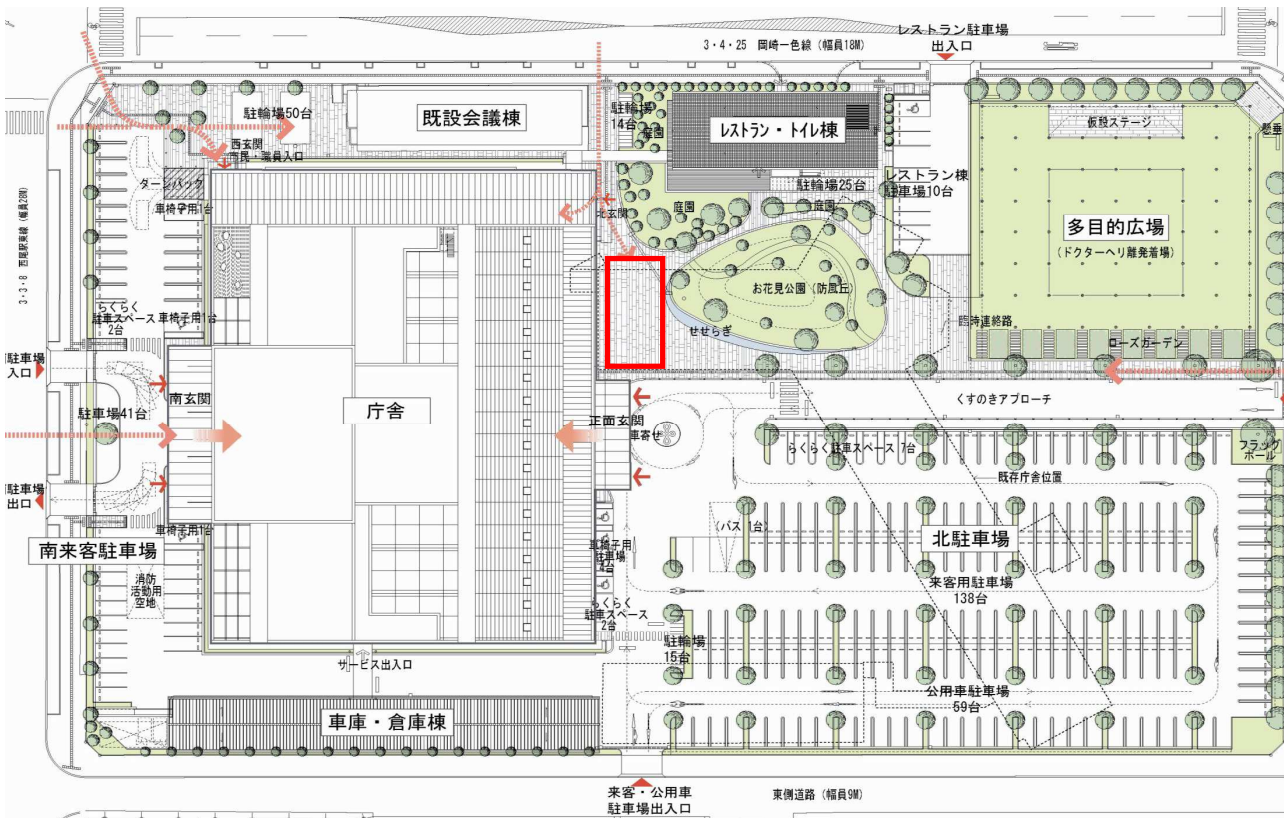 レストラン駐車場
出入口
3・4・25 岡崎一色線（幅員18M）
駐輪場50台
既設会議棟
駐輪場
14台
庭園
レストラン・トイレ棟
仮設ステージ
懸垂
西玄関
市民・職員入口
ターンバック
車椅子用1台
北玄関
庭園
駐輪場25台
庭園
レストラン棟
駐車場10台
多目的広場
（ドクターヘリ離発着場）
3・3・8 西尾駅東線（幅員28M）
お花見公園（防風丘）
せせらぎ
臨時連絡路
ローズガーデン
らくらく
駐車スペース
2台
車椅子用1台
駐車場
入口
南玄関
駐車場41台
庁舎
正面玄関
車寄せ
くすのきアプローチ
らくらく駐車スペース 7台
フラッグ
ポール
既存庁舎位置
駐車場
出口
車椅子用1台
南来客駐車場
消防
活動用
空地
（バス 1台）
北駐車場
車椅子用
駐車場
来客用駐車場
138台
らくらく
駐車スペース
2台
駐輪場
15台
サービス出入口
公用車駐車場
59台
車庫・倉庫棟
来客・公用車
駐車場出入口
東側道路（幅員9M）